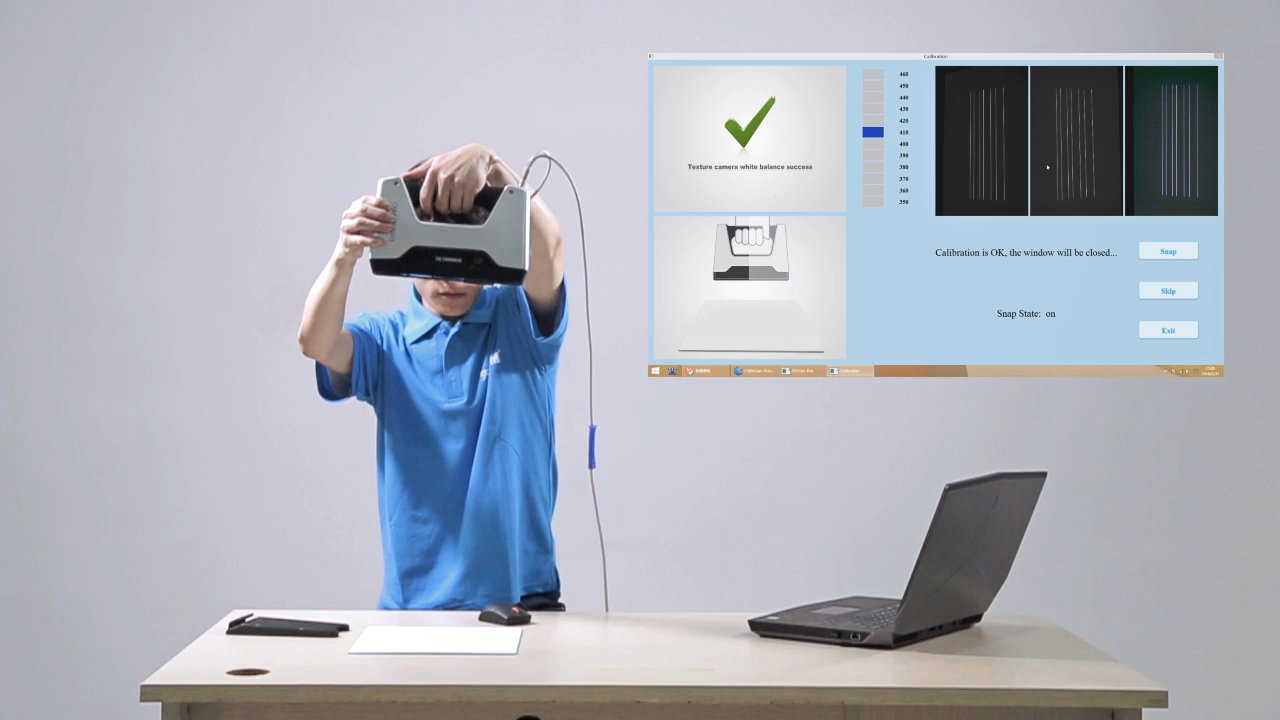 Calibration
Texture camera white balance success
460
450
440
430
420
410
400
390
380
370
360
350
Calibration is OK, the window will be closed...
Snap State: on
Snap
Skip
Exit
Calibration